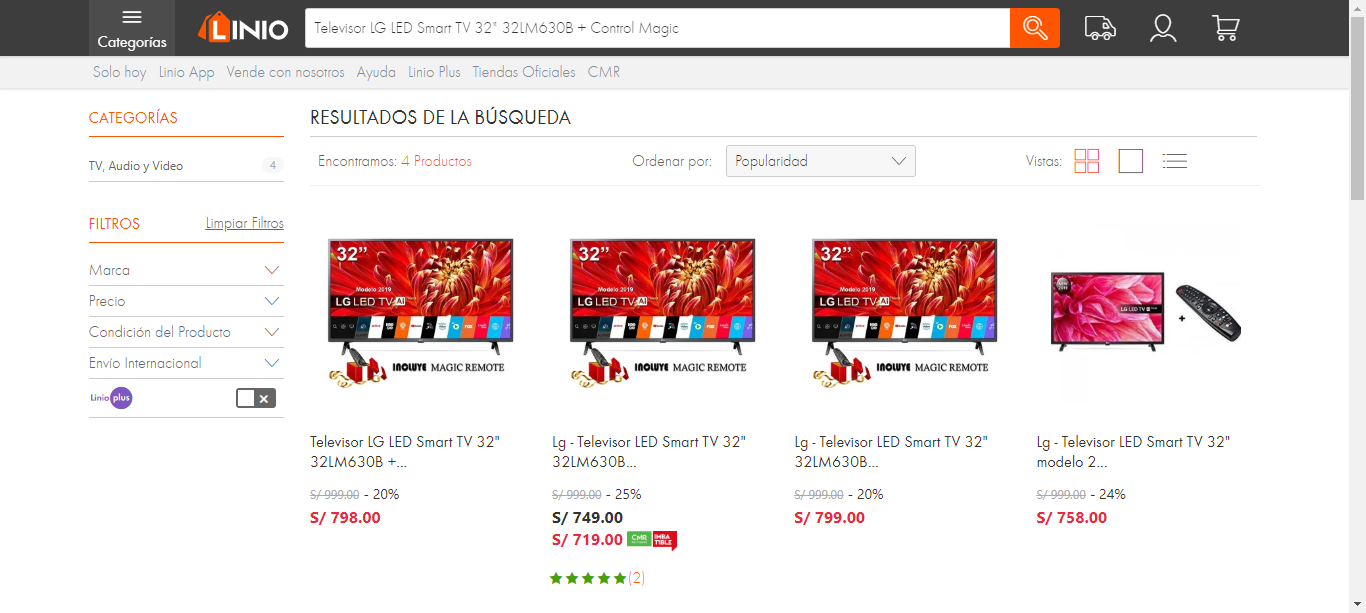 Categorías
LINIO
Televisor LG LED Smart TV 32" 32LM630B + Control Magic
Solo hoy Linio App Vende con nosotros Ayuda Linio Plus Tiendas Oficiales CMR
CATEGORÍAS
TV, Audio y Video 4
FILTROS Limpiar Filtros
Marca
Precio
Condición del Producto
Envío Internacional
Linio plus
RESULTADOS DE LA BÚSQUEDA
Encontramos: 4 Productos Ordenar por: Popularidad Vistas:
32”
Modelo 2019
LG LED TV AI
INCLUYE MAGIC REMOTE
Televisor LG LED Smart TV 32"
32LM630B +...
S/ 999.00 - 20%
S/ 798.00
32”
Modelo 2019
LG LED TV AI
INCLUYE MAGIC REMOTE
Lg - Televisor LED Smart TV 32"
32LM630B...
S/ 999.00 - 25%
S/ 749.00
S/ 719.00 CMR IMBA TIBLE
(2)
32”
Modelo 2019
LG LED TV AI
INCLUYE MAGIC REMOTE
Lg - Televisor LED Smart TV 32"
32LM630B...
S/ 999.00 - 20%
S/ 799.00
LG LED TV
+
Lg - Televisor LED Smart TV 32"
modelo 2...
S/ 999.00 - 24%
S/ 758.00